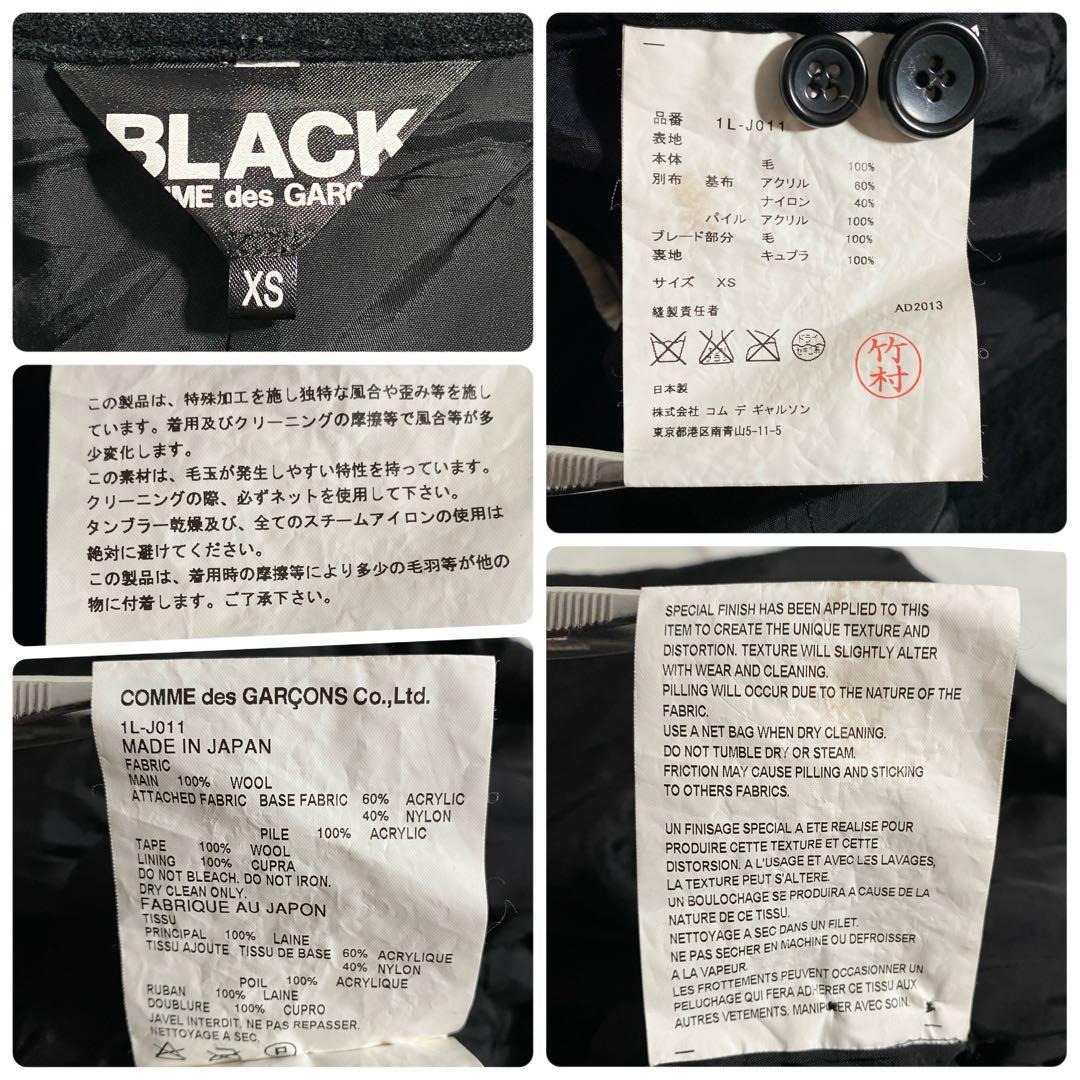 BLACK
OMME des GARÇ
XS
品番 1L-J011
表地
本体 毛 100%
別布 基布 アクリル 60%
ナイロン 40%
パイル アクリル 100%
ブレード部分 毛 100%
裏地 キュプラ 100%
サイズ XS
縫製責任者 AD2013
ドライ
セキユ系
竹村
日本製
株式会社 コム デ ギャルソン
東京都港区南青山5-11-5
この製品は、特殊加工を施し独特な風合や歪み等を施し
ています。着用及びクリーニングの摩擦等で風合等が多
少変化します。
この素材は、毛玉が発生しやすい特性を持っています。
クリーニングの際、必ずネットを使用して下さい。
タンブラー乾燥及び、全てのスチームアイロンの使用は
絶対に避けてください。
この製品は、着用時の摩擦等により多少の毛羽等が他の
物に付着します。ご了承下さい。
COMME des GARÇONS Co.,Ltd.
1L-J011
MADE IN JAPAN
FABRIC
MAIN 100% WOOL
ATTACHED FABRIC BASE FABRIC 60% ACRYLIC
40% NYLON
PILE 100% ACRYLIC
TAPE 100% WOOL
LINING 100% CUPRA
DO NOT BLEACH. DO NOT IRON.
DRY CLEAN ONLY.
FABRIQUE AU JAPON
TISSU
PRINCIPAL 100% LAINE
TISSU AJOUTE TISSU DE BASE 60% ACRYLIQUE
40% NYLON
POIL 100% ACRYLIQUE
RUBAN 100% LAINE
DOUBLURE 100% CUPRO
JAVEL INTERDIT, NE PAS REPASSER.
NETTOYAGE A SEC.
P
SPECIAL FINISH HAS BEEN APPLIED TO THIS
ITEM TO CREATE THE UNIQUE TEXTURE AND
DISTORTION. TEXTURE WILL SLIGHTLY ALTER
WITH WEAR AND CLEANING.
PILLING WILL OCCUR DUE TO THE NATURE OF THE
FABRIC.
USE A NET BAG WHEN DRY CLEANING.
DO NOT TUMBLE DRY OR STEAM.
FRICTION MAY CAUSE PILLING AND STICKING
TO OTHERS FABRICS.
UN FINISAGE SPECIAL A ETE REALISE POUR
PRODUIRE CETTE TEXTURE ET CETTE
DISTORSION. A L'USAGE ET AVEC LES LAVAGES,
LA TEXTURE PEUT S'ALTERE.
UN BOULOCHAGE SE PRODUIRA A CAUSE DE LA
NATURE DE CE TISSU.
NETTOYAGE A SEC DANS UN FILET.
NE PAS SECHER EN MACHINE OU DEFROISSER
A LA VAPEUR.
LES FROTTEMENTS PEUVENT OCCASIONNER UN
PELUCHAGE QUI FERA ADHERER CE TISSU AUX
AUTRES VETEMENTS, MANIPULER AVEC SOIN.